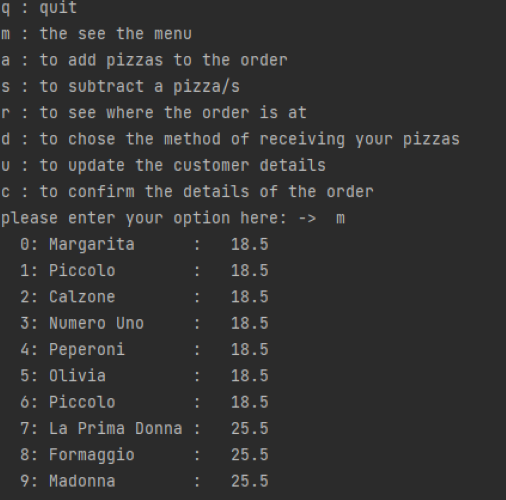 q : quit
m : the see the menu
a : to add pizzas to the order
s : to subtract a pizza/s
r : to see where the order is at
d : to chose the method of receiving your pizzas
u : to update the customer details
c : to confirm the details of the order
please enter your option here: ->  m
  0: Margarita      :   18.5
  1: Piccolo        :   18.5
  2: Calzone        :   18.5
  3: Numero Uno     :   18.5
  4: Peperoni       :   18.5
  5: Olivia         :   18.5
  6: Piccolo        :   18.5
  7: La Prima Donna :   25.5
  8: Formaggio      :   25.5
  9: Madonna        :   25.5